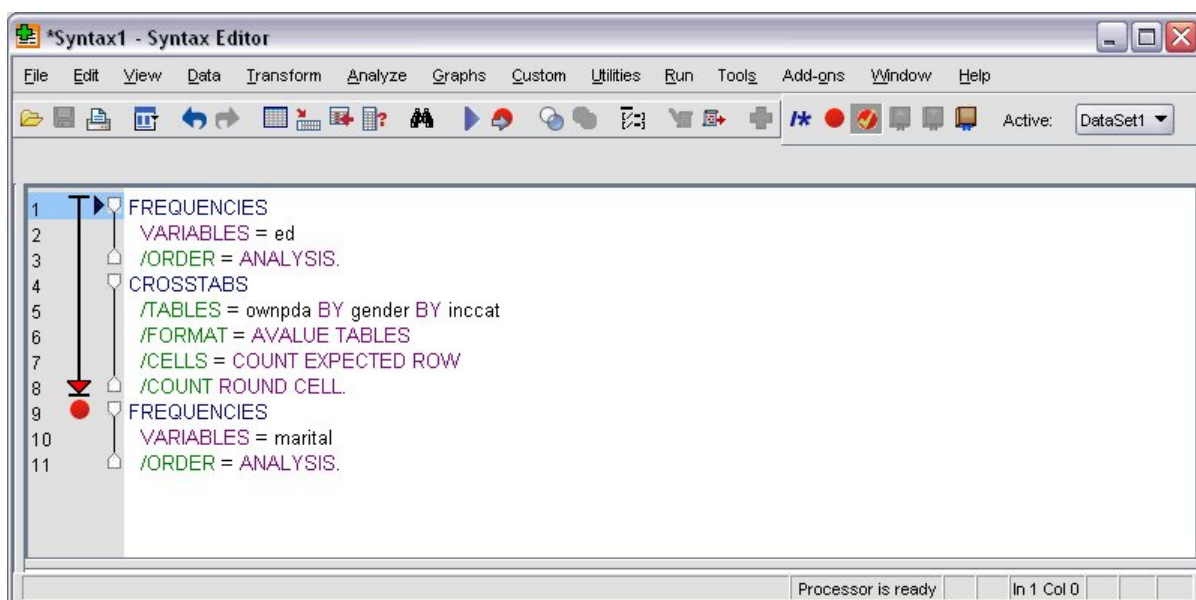 *Syntax1 - Syntax Editor
File Edit View Data Transform Analyze Graphs Custom Utilities Run Tools Add-ons Window Help
/* Active: DataSet1
1 FREQUENCIES
2 VARIABLES = ed
3 /ORDER = ANALYSIS.
4 CROSSTABS
5 /TABLES = ownpda BY gender BY inccat
6 /FORMAT = AVALUE TABLES
7 /CELLS = COUNT EXPECTED ROW
8 /COUNT ROUND CELL.
9 FREQUENCIES
10 VARIABLES = marital
11 /ORDER = ANALYSIS.
Processor is ready In 1 Col 0